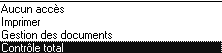 Aucun accès
Imprimer
Gestion des documents
Contrôle total